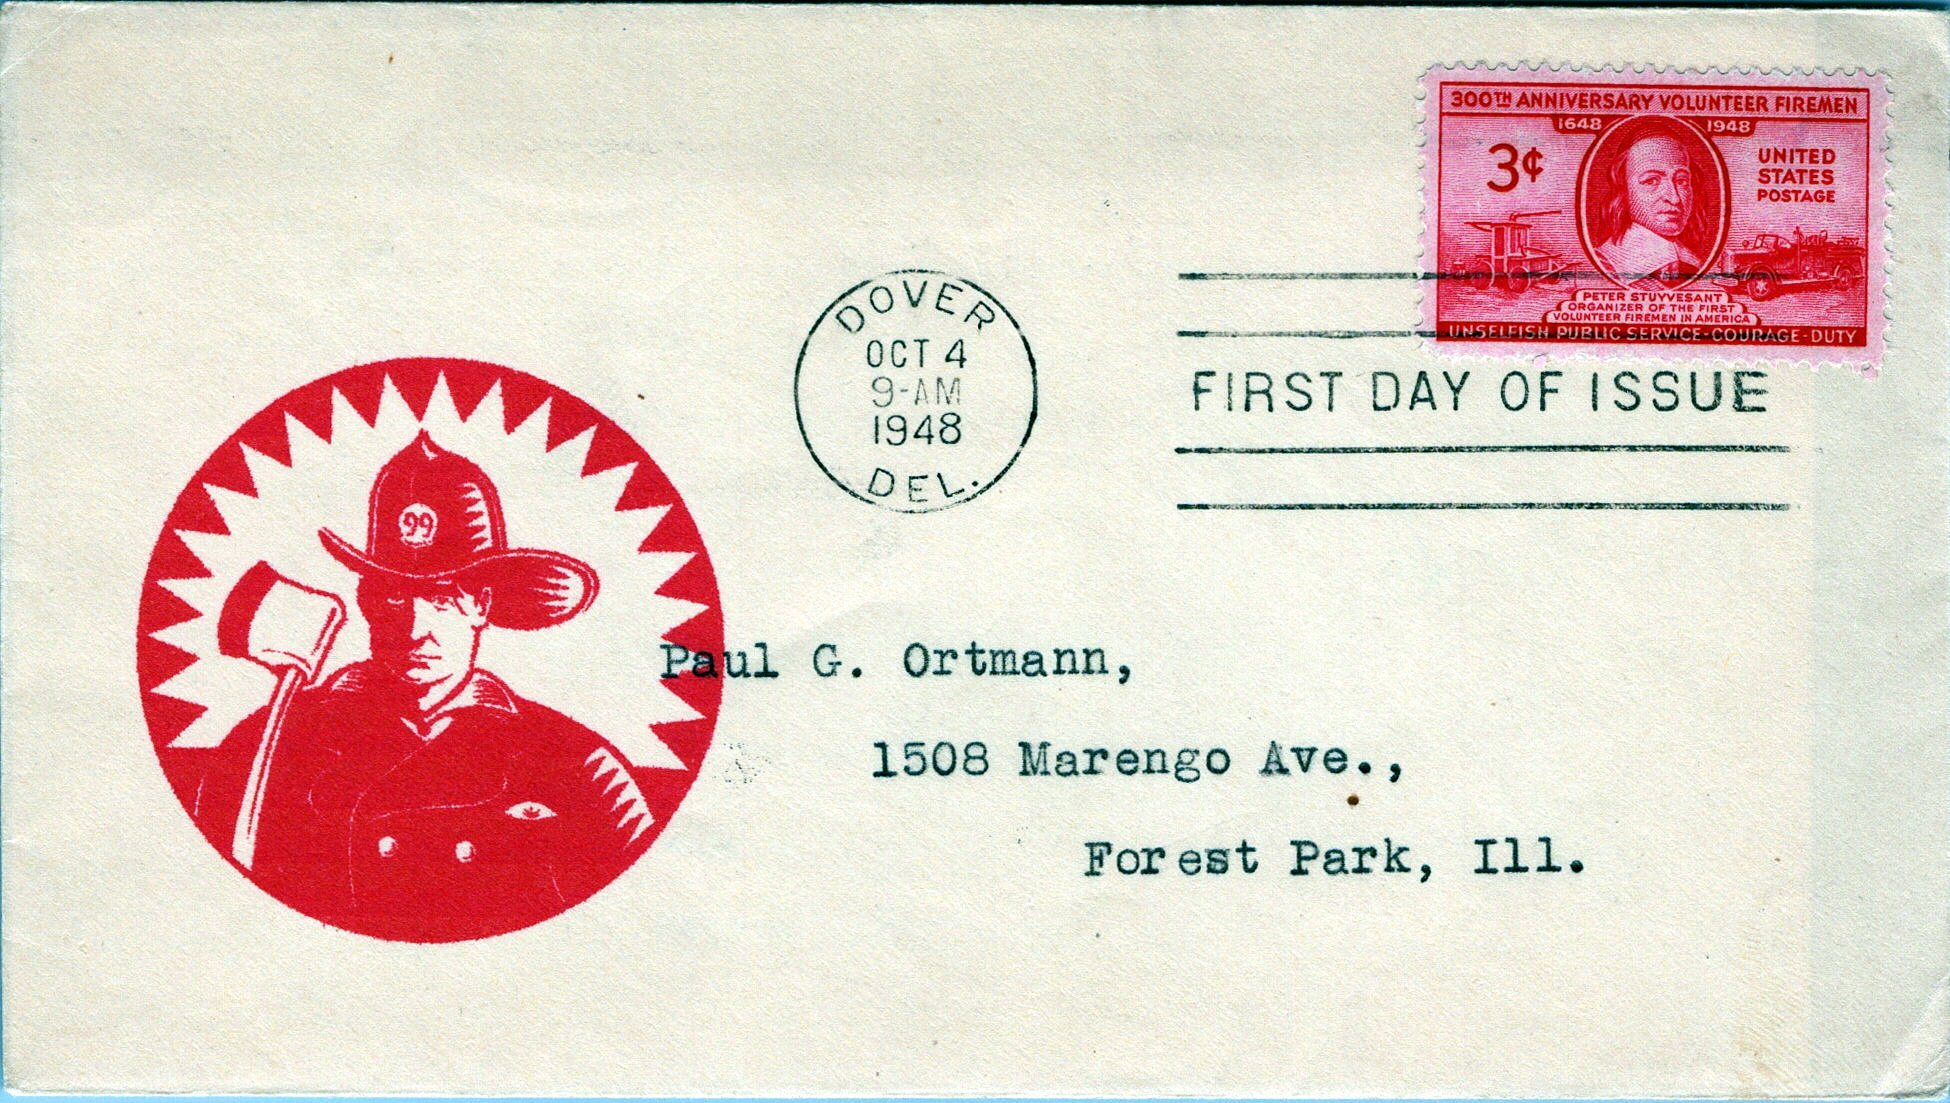 300TH ANNIVERSARY VOLUNTEER FIREMEN
1648 1948
3¢
UNITED
STATES
POSTAGE
PETER STUYVESANT
ORGANIZER OF THE FIRST
VOLUNTEER FIREMEN IN AMERICA
UNSELFISH PUBLIC SERVICE-COURAGE-DUTY
DOVER
OCT 4
9-AM
1948
DEL.
FIRST DAY OF ISSUE
99
Paul G. Ortmann,
1508 Marengo Ave.,
Forest Park, Ill.